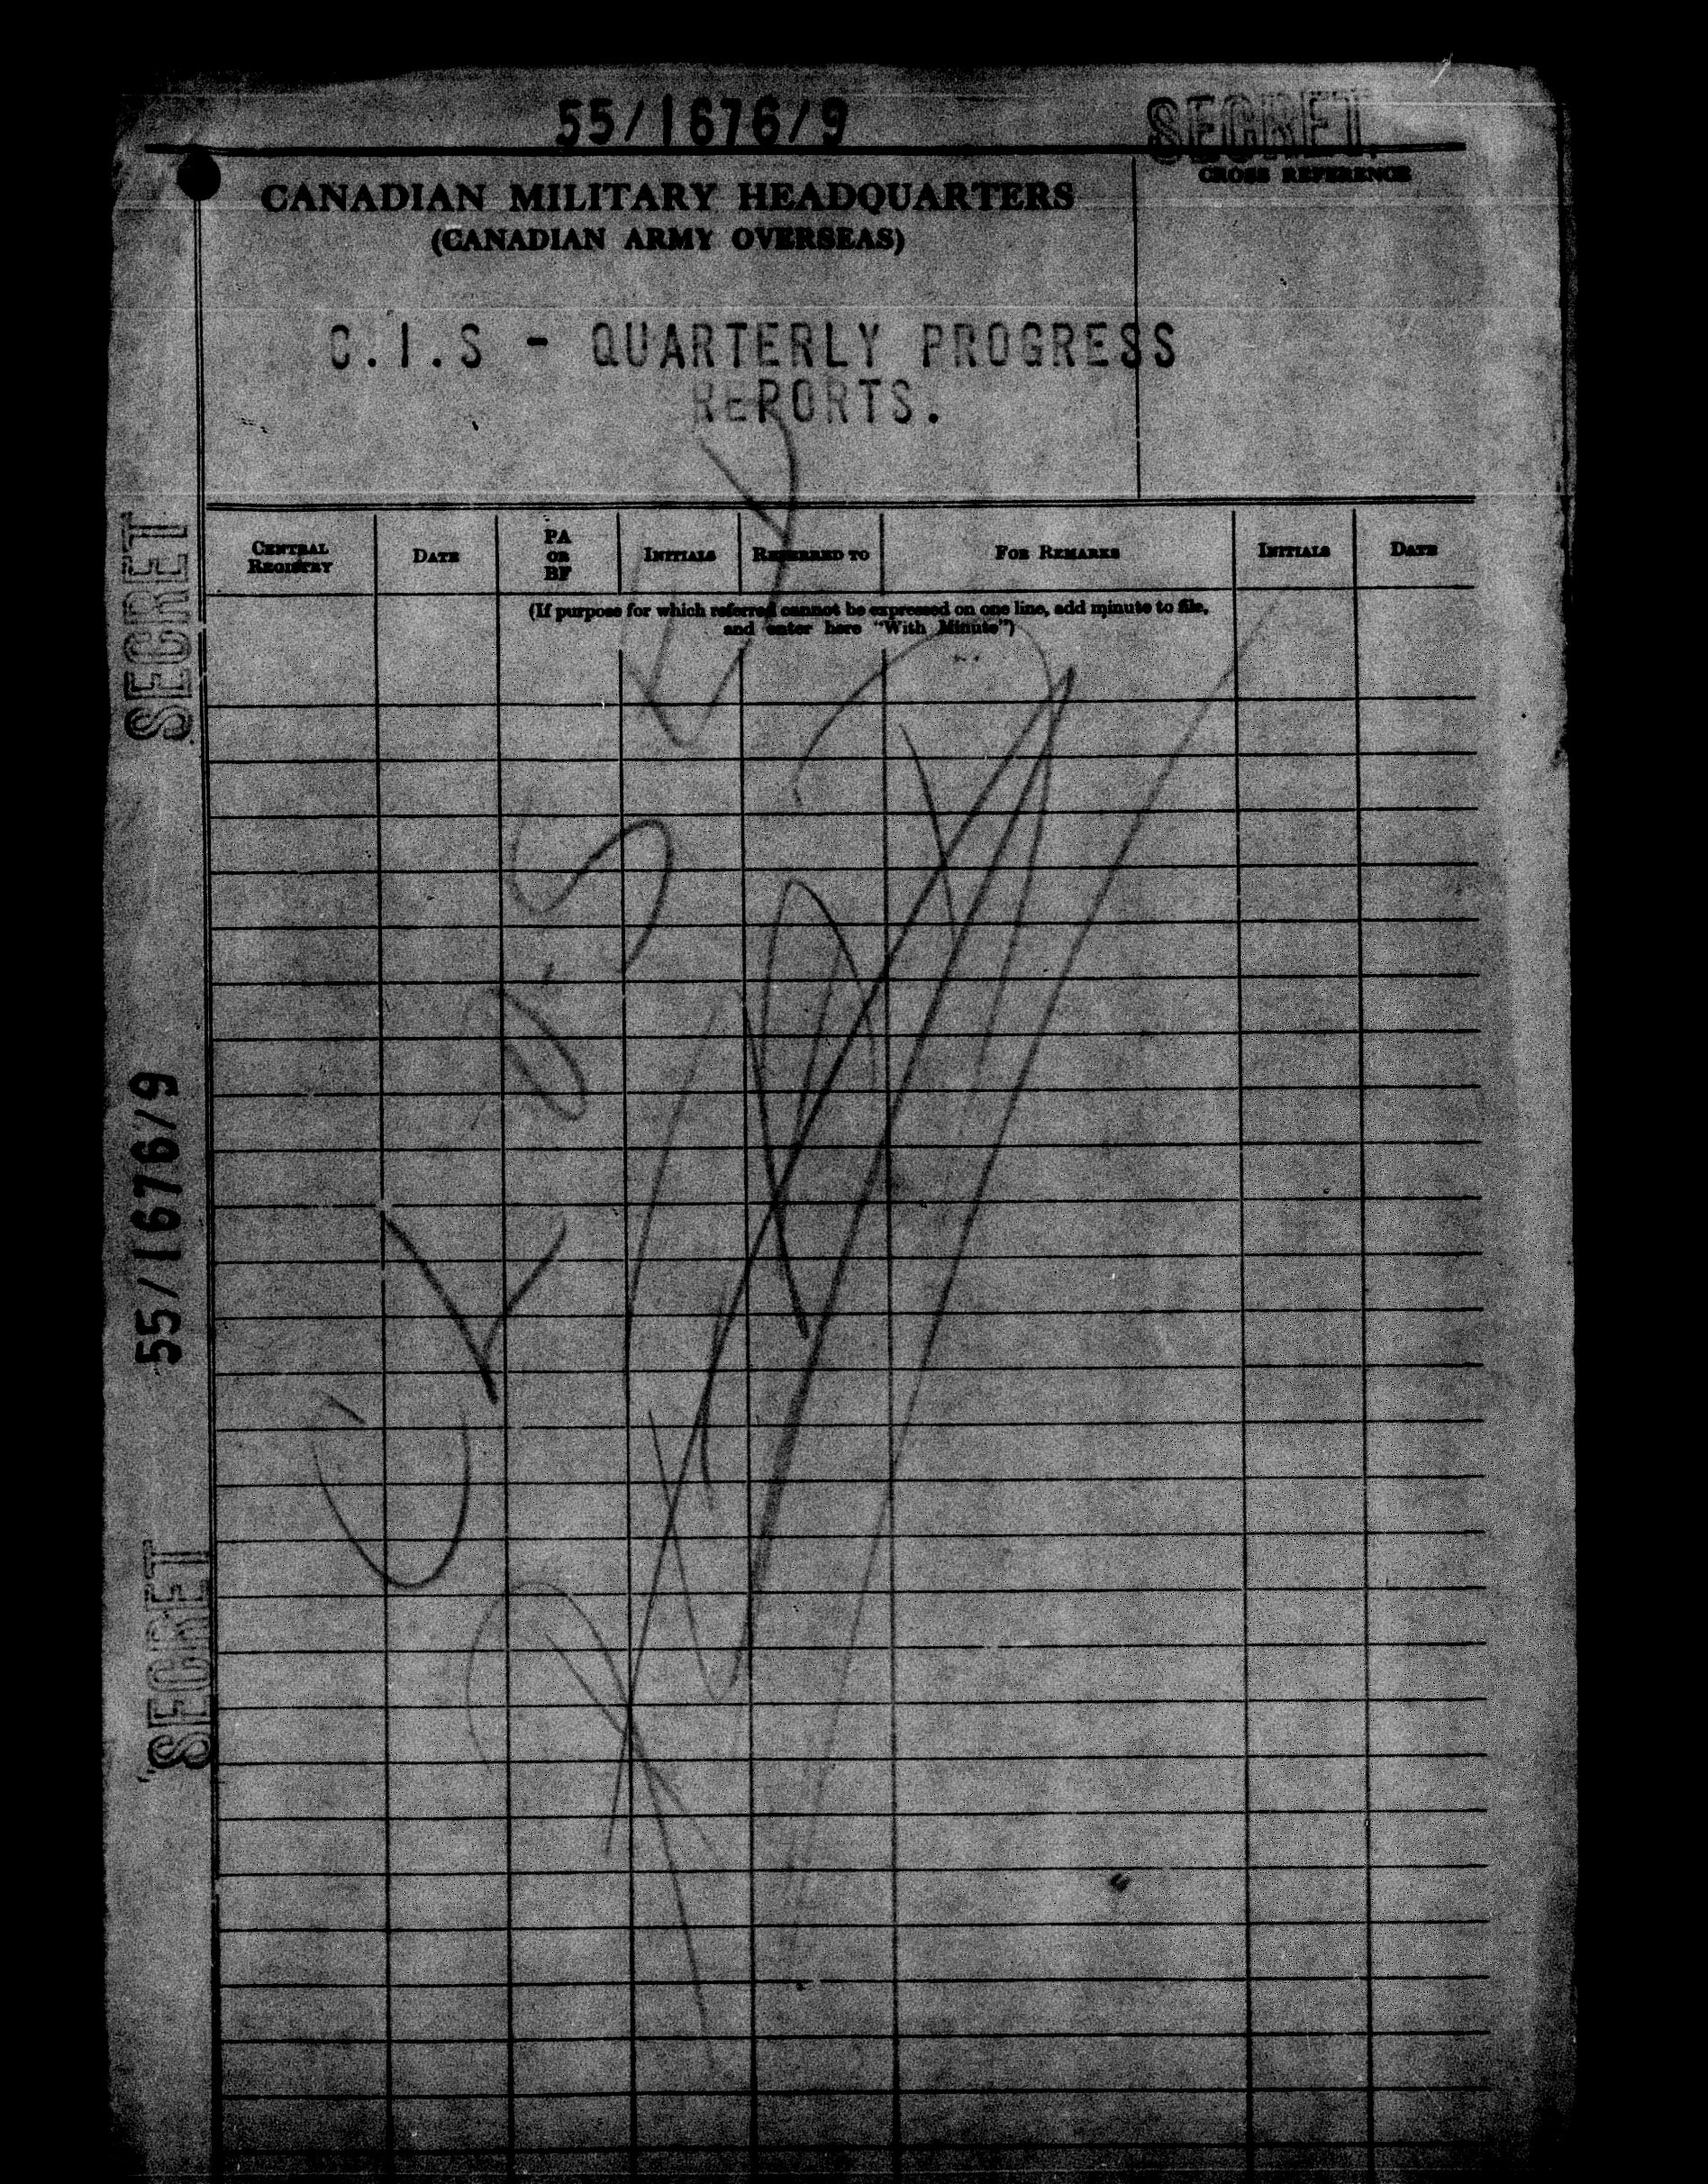 55/1676/9
SECRET
CROSS REFERENCE
CANADIAN MILITARY HEADQUARTERS
(CANADIAN ARMY OVERSEAS)
C.I.S - QUARTERLY PROGRESS
REPORTS.
CENTRAL REGISTRY
DATE
PA OR BF
INITIALS
REFERRED TO
FOR REMARKS
INITIALS
DATE
(If purpose for which referred cannot be expressed on one line, add minute to file,
and enter here "With Minute")
SECRET
55/1676/9
SECRET